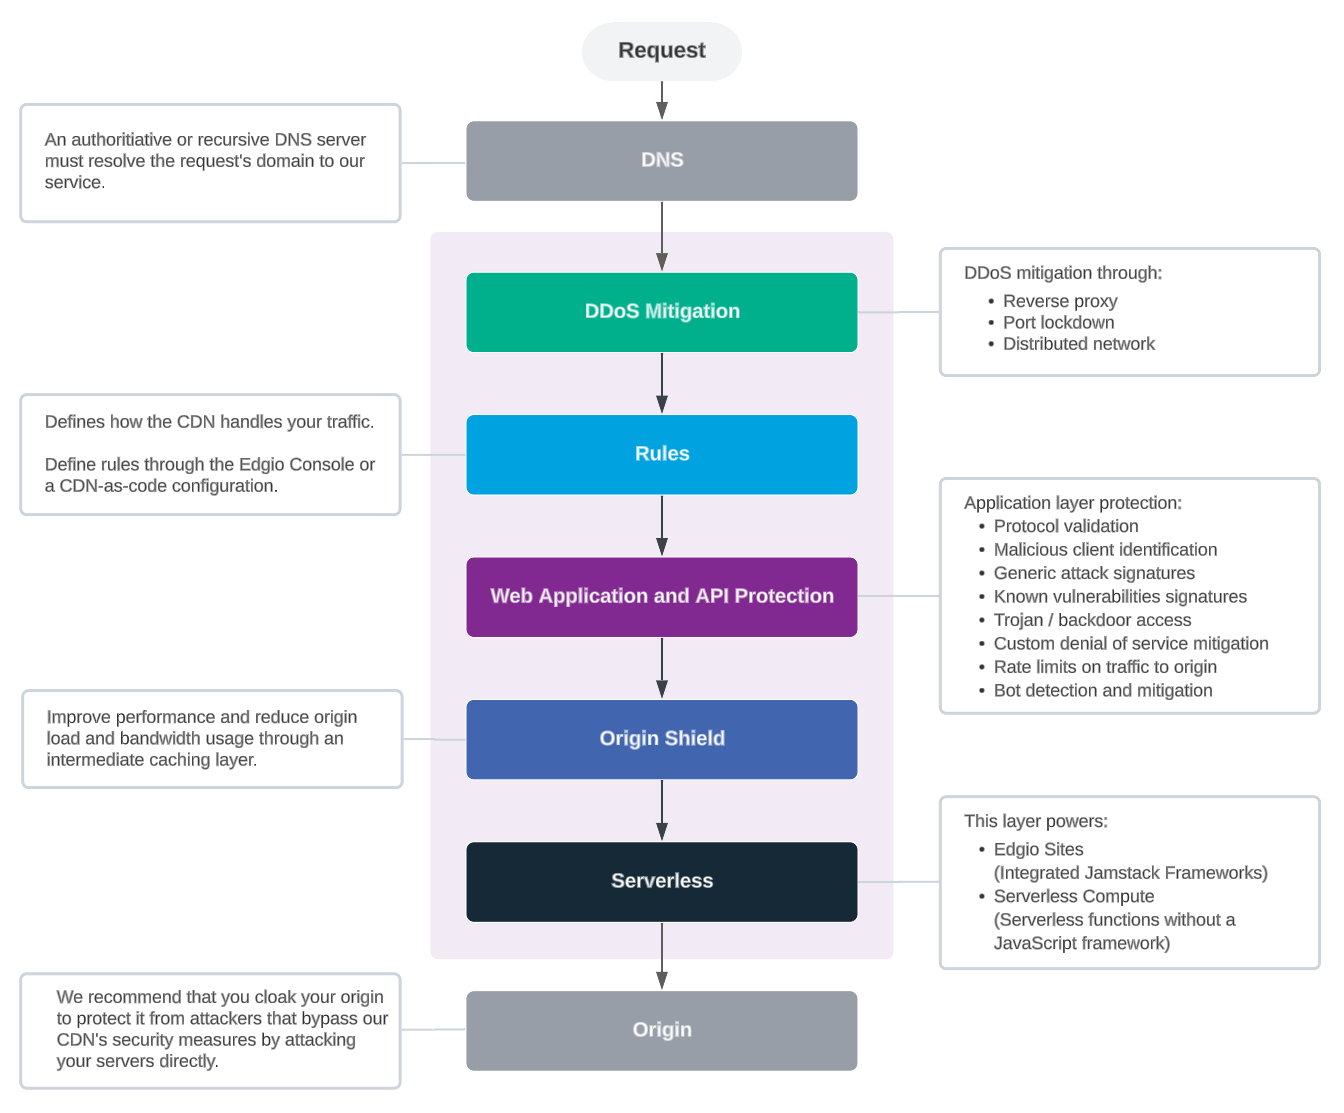 Request
An authoritiative or recursive DNS server
must resolve the request's domain to our
service.
DNS
DDoS Mitigation
DDoS mitigation through:
• Reverse proxy
• Port lockdown
• Distributed network
Defines how the CDN handles your traffic.
Define rules through the Edgio Console or
a CDN-as-code configuration.
Rules
Web Application and API Protection
Application layer protection:
• Protocol validation
• Malicious client identification
• Generic attack signatures
• Known vulnerabilities signatures
• Trojan / backdoor access
• Custom denial of service mitigation
• Rate limits on traffic to origin
• Bot detection and mitigation
Improve performance and reduce origin
load and bandwidth usage through an
intermediate caching layer.
Origin Shield
Serverless
This layer powers:
• Edgio Sites
(Integrated Jamstack Frameworks)
• Serverless Compute
(Serverless functions without a
JavaScript framework)
We recommend that you cloak your origin
to protect it from attackers that bypass our
CDN's security measures by attacking
your servers directly.
Origin